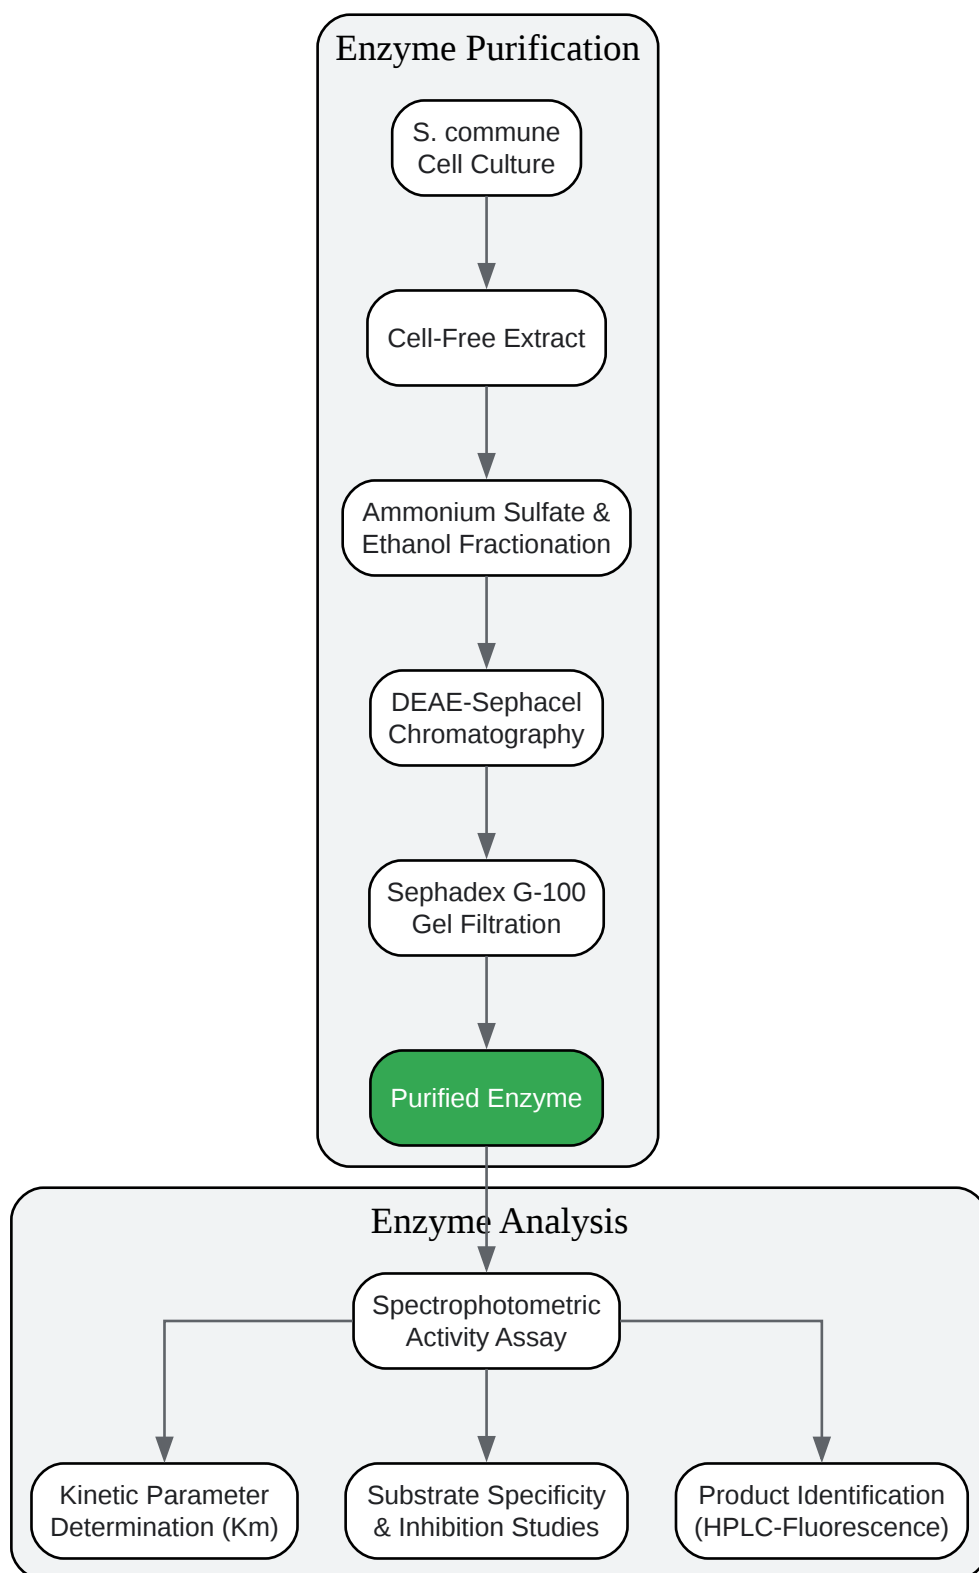 Enzyme Purification
S. commune
Cell Culture
Cell-Free Extract
Ammonium Sulfate &
Ethanol Fractionation
DEAE-Sephacel
Chromatography
Sephadex G-100
Gel Filtration
Purified Enzyme
Enzyme Analysis
Spectrophotometric
Activity Assay
Kinetic Parameter
Determination (Km)
Substrate Specificity
& Inhibition Studies
Product Identification
(HPLC-Fluorescence)